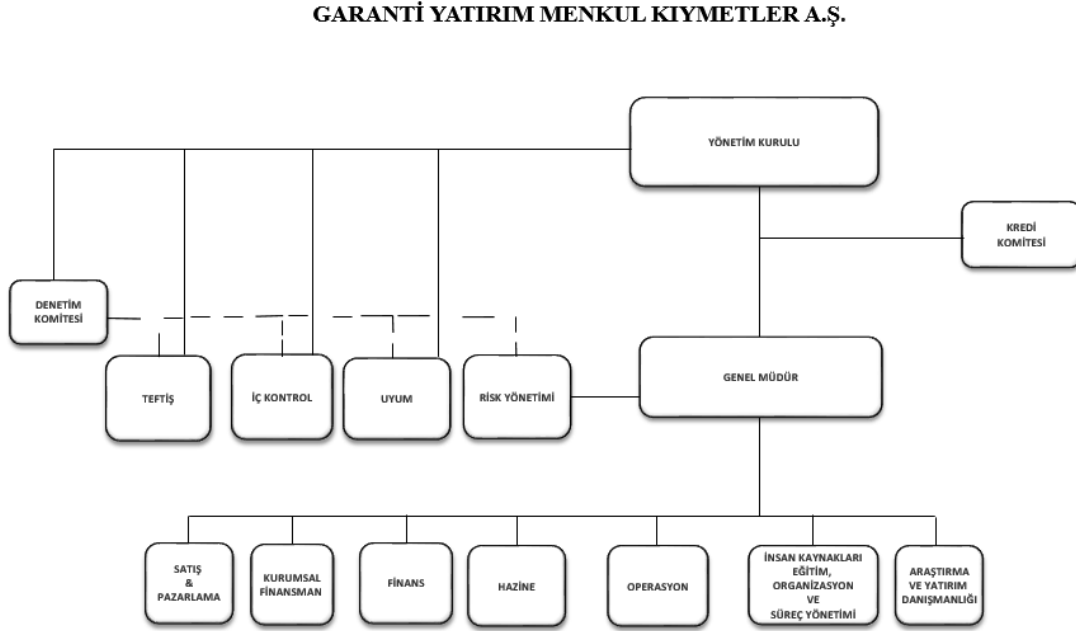 GARANTİ YATIRIM MENKUL KIYMETLER A.Ş.
YÖNETİM KURULU
KREDİ
KOMİTESİ
DENETİM
KOMİTESİ
TEFTİŞ
İÇ KONTROL
UYUM
RİSK YÖNETİMİ
GENEL MÜDÜR
SATIŞ
&
PAZARLAMA
KURUMSAL
FİNANSMAN
FİNANS
HAZİNE
OPERASYON
İNSAN KAYNAKLARI
EĞİTİM,
ORGANİZASYON
VE
SÜREÇ YÖNETİMİ
ARAŞTIRMA
VE YATIRIM
DANIŞMANLIĞI